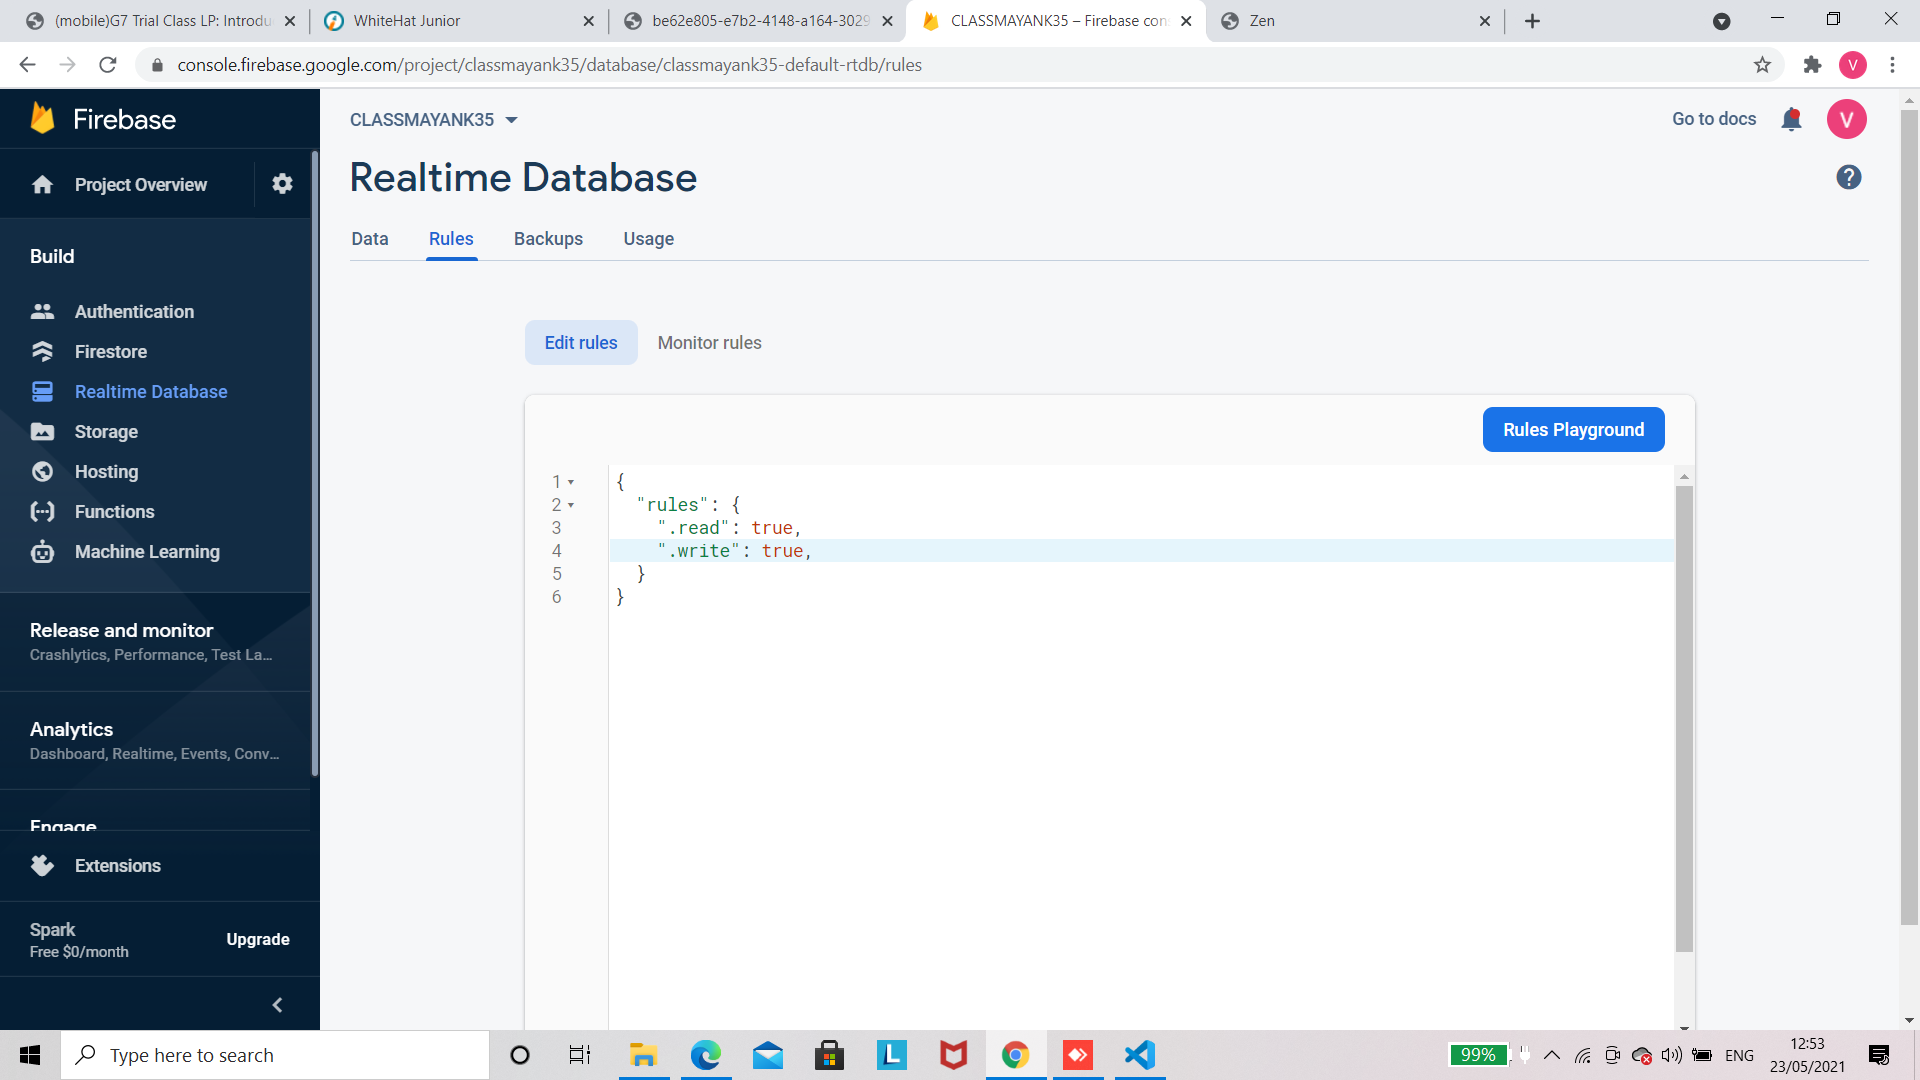 (mobile)G7 Trial Class LP: Introdu
WhiteHat Junior
be62e805-e7b2-4148-a164-3029
CLASSMAYANK35 – Firebase con
Zen
console.firebase.google.com/project/classmayank35/database/classmayank35-default-rtdb/rules
V
Firebase
CLASSMAYANK35
Go to docs
V
Project Overview
Realtime Database
?
Data
Rules
Backups
Usage
Build
Authentication
Firestore
Realtime Database
Storage
Hosting
Functions
Machine Learning
Edit rules
Monitor rules
Rules Playground
1 {
2 "rules": {
3 ".read": true,
4 ".write": true,
5 }
6 }
Release and monitor
Crashlytics, Performance, Test La...
Analytics
Dashboard, Realtime, Events, Conv...
Engage
Extensions
Spark
Free $0/month
Upgrade
Type here to search
L
99%
ENG
12:53
23/05/2021